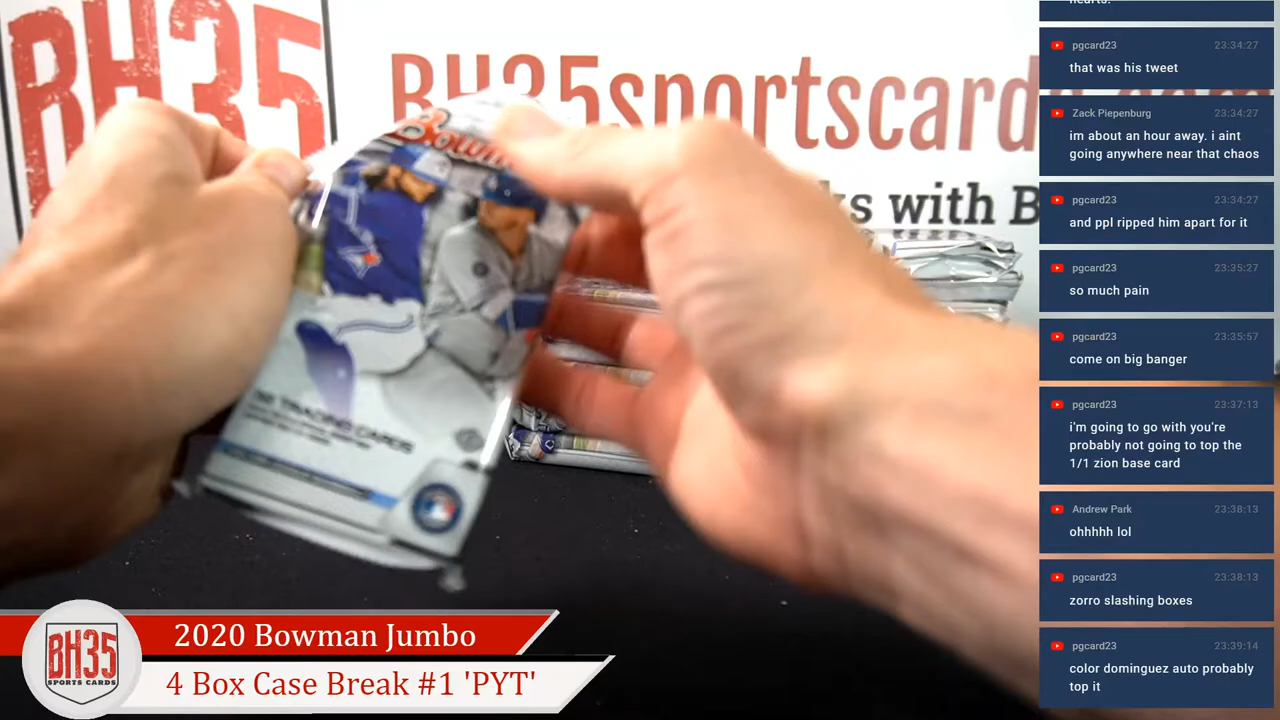 BH35
BH35sportscard
ks with B
Bowm
TRADING CARDS
2020 Bowman Jumbo
4 Box Case Break #1 'PYT'
BH35
SPORTS CARDS
hearts.
pgcard23 23:34:27
that was his tweet
Zack Piepenburg 23:34:27
im about an hour away. i aint
going anywhere near that chaos
pgcard23 23:34:27
and ppl ripped him apart for it
pgcard23 23:35:27
so much pain
pgcard23 23:35:57
come on big banger
pgcard23 23:37:13
i'm going to go with you're
probably not going to top the
1/1 zion base card
Andrew Park 23:38:13
ohhhhh lol
pgcard23 23:38:13
zorro slashing boxes
pgcard23 23:39:14
color dominguez auto probably
top it